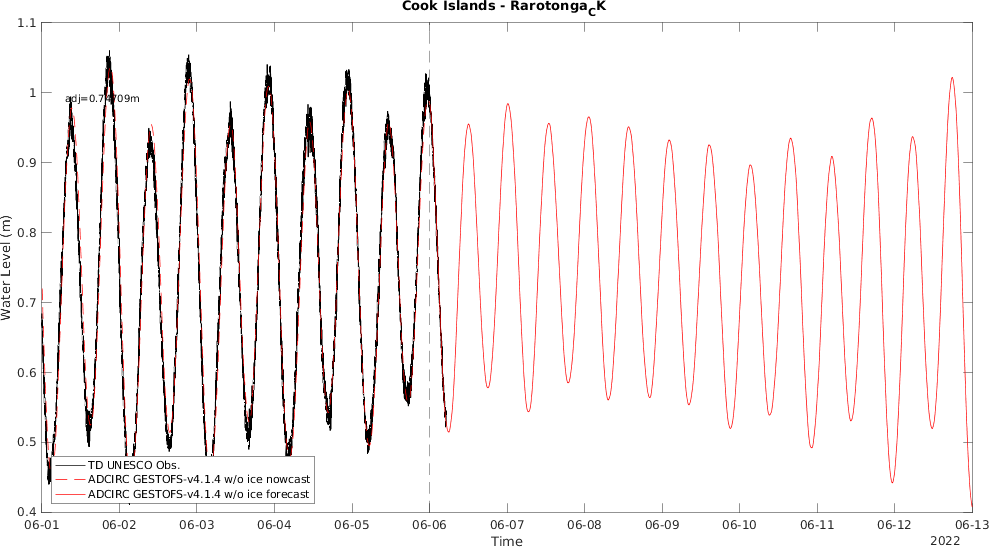 Cook Islands - Rarotonga_CK
1.1
adj=0.74709m
1
0.9
0.8
Water Level (m)
0.7
0.6
0.5
TD UNESCO Obs.
ADCIRC GESTOFS-v4.1.4 w/o ice nowcast
ADCIRC GESTOFS-v4.1.4 w/o ice forecast
0.4
06-01 06-02 06-03 06-04 06-05 06-06 06-07 06-08 06-09 06-10 06-11 06-12 06-13
Time
2022